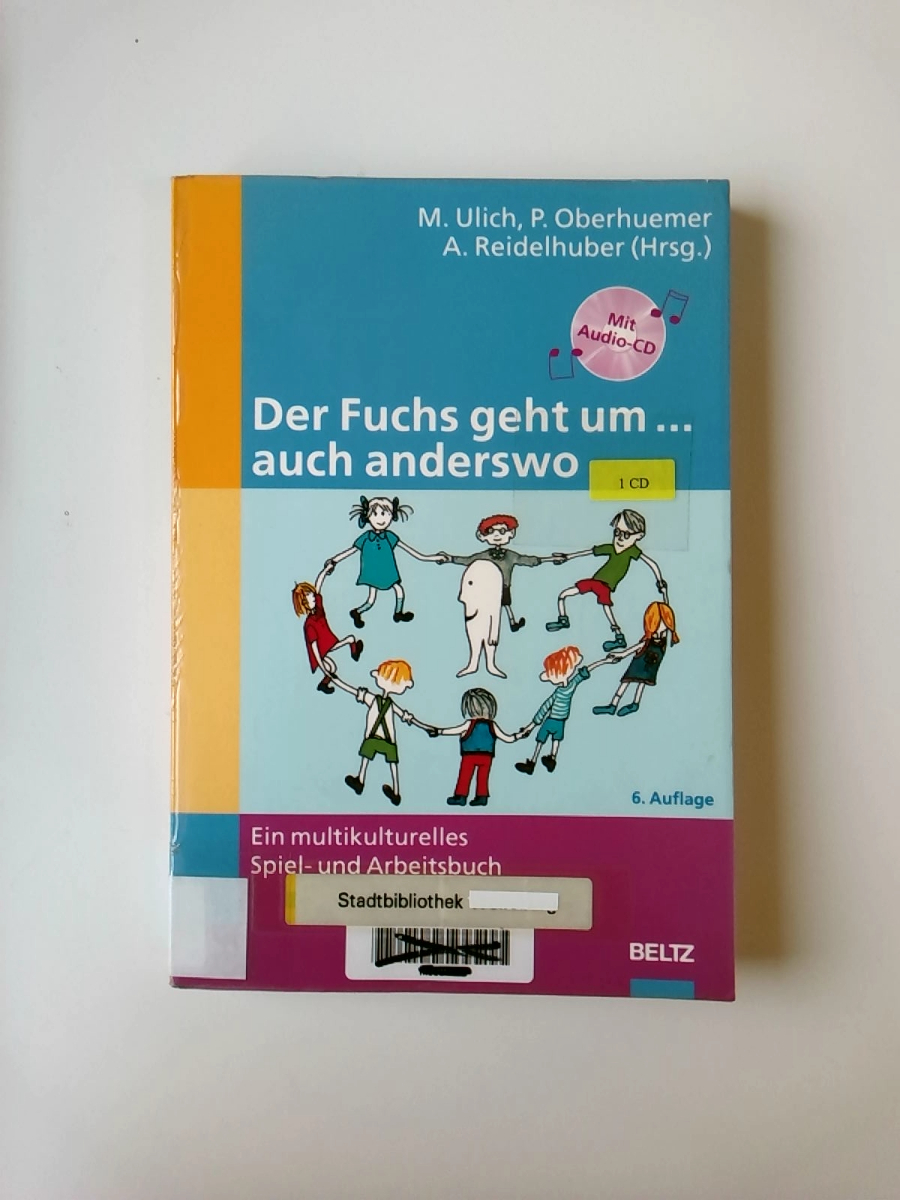 M. Ulich, P. Oberhuemer
A. Reidelhuber (Hrsg.)
Mit
Audio-CD
Der Fuchs geht um ...
auch anderswo
1 CD
6. Auflage
Ein multikulturelles
Spiel- und Arbeitsbuch
Stadtbibliothek
BELTZ